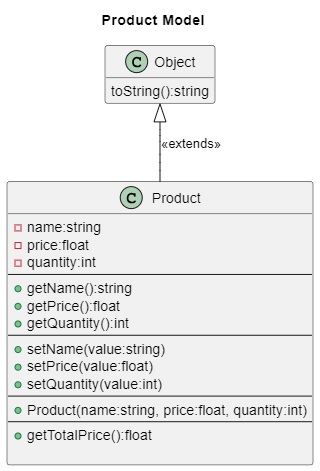 Product Model
C Object
toString():string
«extends»
C Product
name:string
price:float
quantity:int
getName():string
getPrice():float
getQuantity():int
setName(value:string)
setPrice(value:float)
setQuantity(value:int)
Product(name:string, price:float, quantity:int)
getTotalPrice():float